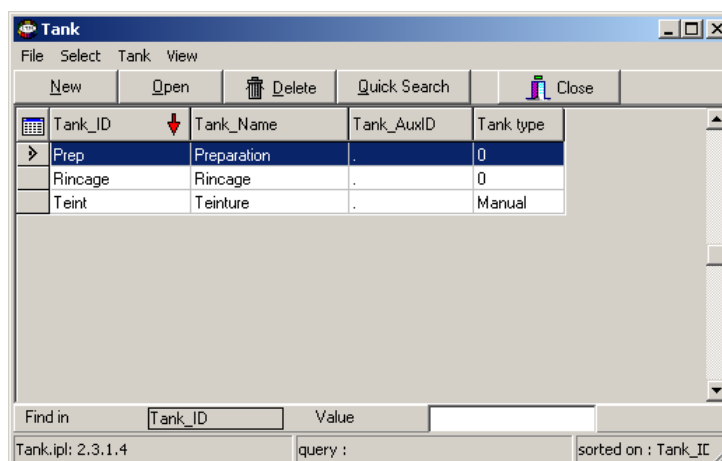 Tank
File Select Tank View
New Open Delete Quick Search Close
Tank_ID Tank_Name Tank_AuxID Tank type
Prep Preparation . 0
Rincage Rincage . 0
Teint Teinture . Manual
Find in Tank_ID Value
Tank.ipl: 2.3.1.4 query : sorted on : Tank_ID